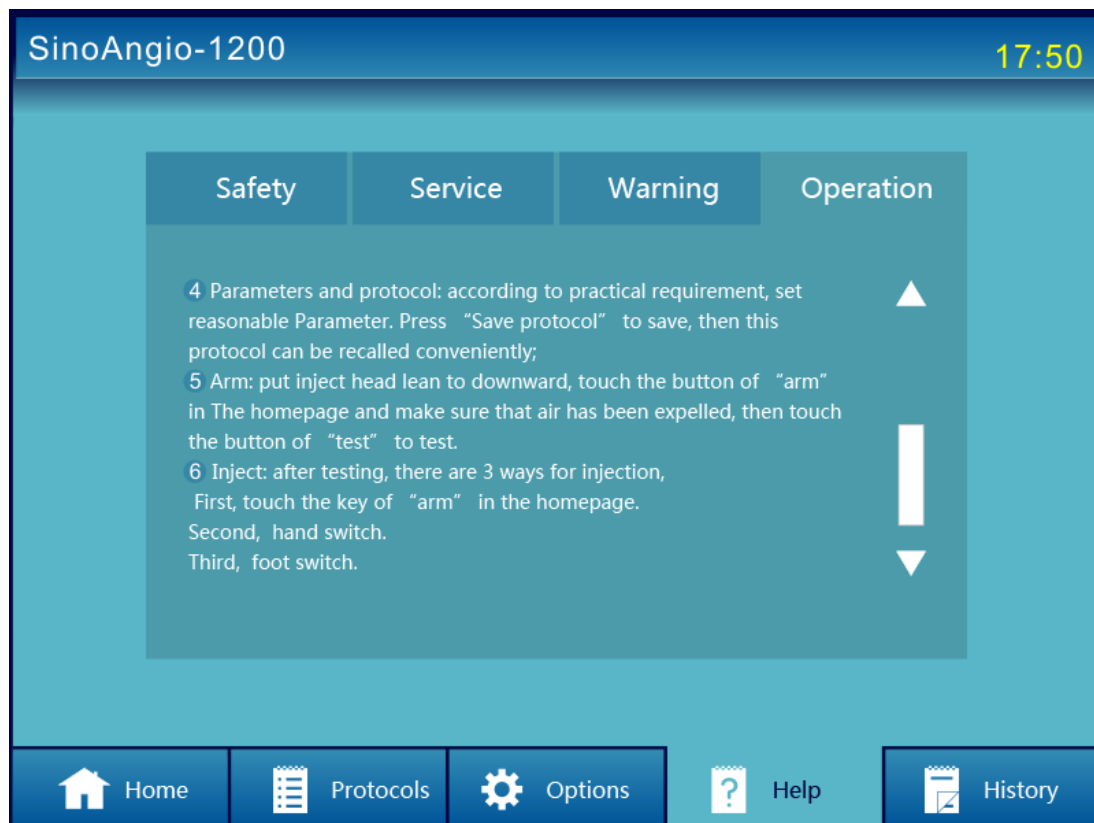 SinoAngio-1200
17:50
Safety
Service
Warning
Operation
4 Parameters and protocol: according to practical requirement, set
reasonable Parameter. Press “Save protocol” to save, then this
protocol can be recalled conveniently;
5 Arm: put inject head lean to downward, touch the button of “arm”
in The homepage and make sure that air has been expelled, then touch
the button of “test” to test.
6 Inject: after testing, there are 3 ways for injection,
First, touch the key of “arm” in the homepage.
Second, hand switch.
Third, foot switch.
Home
Protocols
Options
? Help
History